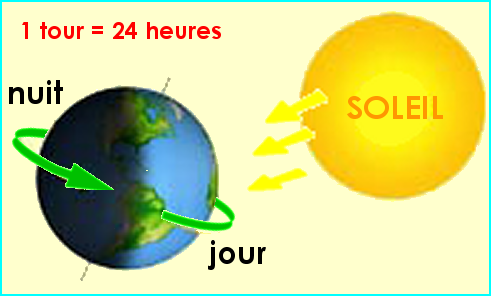 1 tour = 24 heures
nuit
SOLEIL
jour